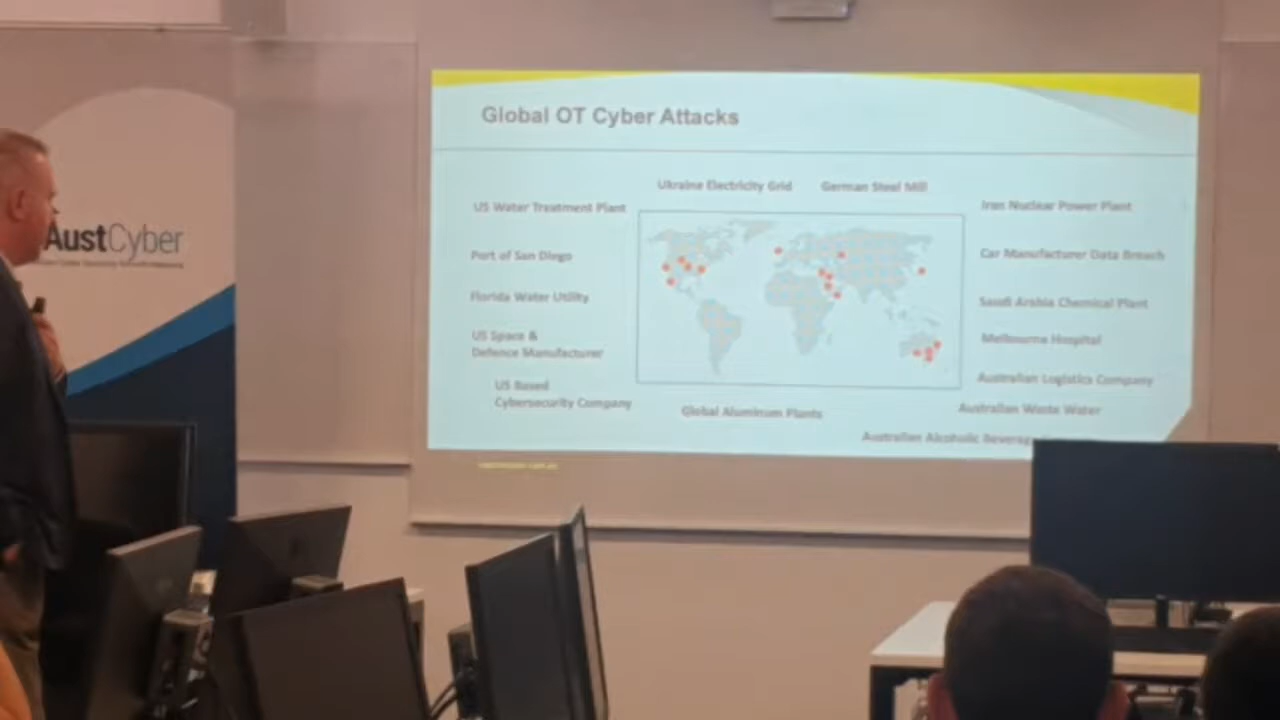 Global OT Cyber Attacks
Ukraine Electricity Grid
German Steel Mill
US Water Treatment Plant
Iran Nuclear Power Plant
Port of San Diego
Car Manufacturer Data Breach
Florida Water Utility
Saudi Arabia Chemical Plant
US Space &
Defence Manufacturer
Melbourne Hospital
US Based
Cybersecurity Company
Australian Logistics Company
Global Aluminum Plants
Australian Waste Water
Australian Alcoholic
AustCyber